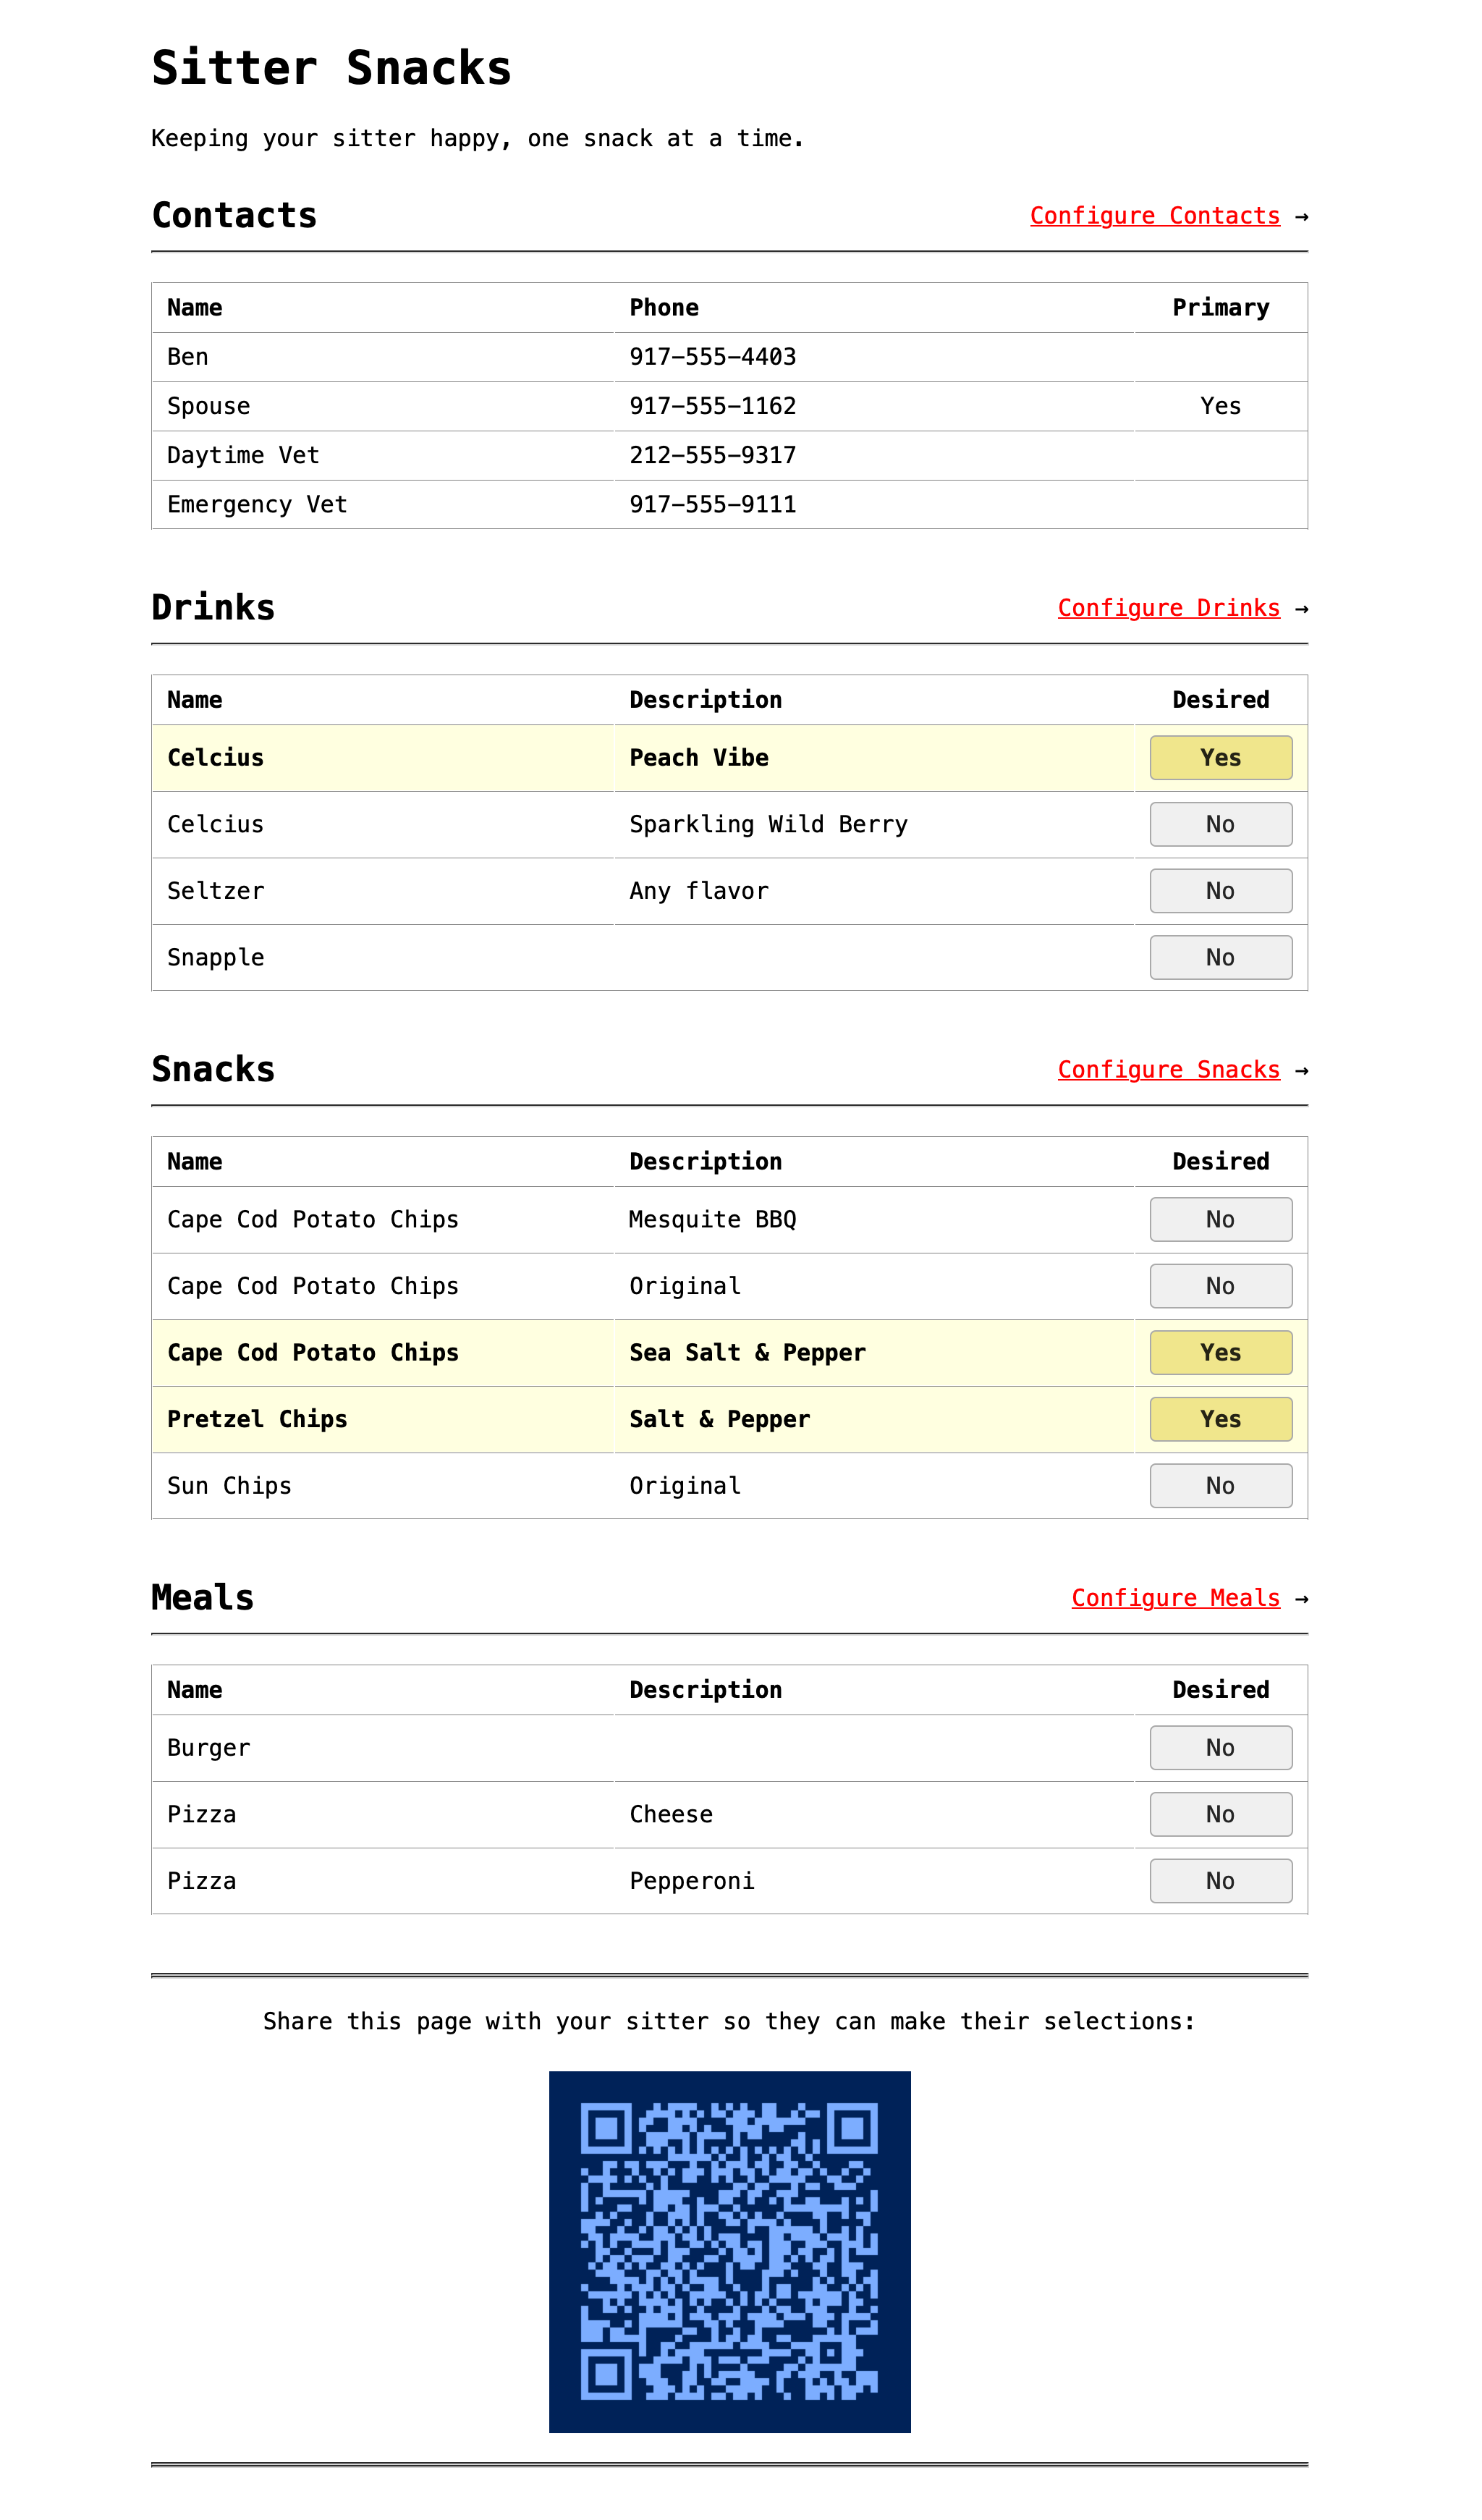 Sitter Snacks
Keeping your sitter happy, one snack at a time.
Contacts Configure Contacts →
Name Phone Primary
Ben 917-555-4403
Spouse 917-555-1162 Yes
Daytime Vet 212-555-9317
Emergency Vet 917-555-9111
Drinks Configure Drinks →
Name Description Desired
Celcius Peach Vibe Yes
Celcius Sparkling Wild Berry No
Seltzer Any flavor No
Snapple No
Snacks Configure Snacks →
Name Description Desired
Cape Cod Potato Chips Mesquite BBQ No
Cape Cod Potato Chips Original No
Cape Cod Potato Chips Sea Salt & Pepper Yes
Pretzel Chips Salt & Pepper Yes
Sun Chips Original No
Meals Configure Meals →
Name Description Desired
Burger No
Pizza Cheese No
Pizza Pepperoni No
Share this page with your sitter so they can make their selections: